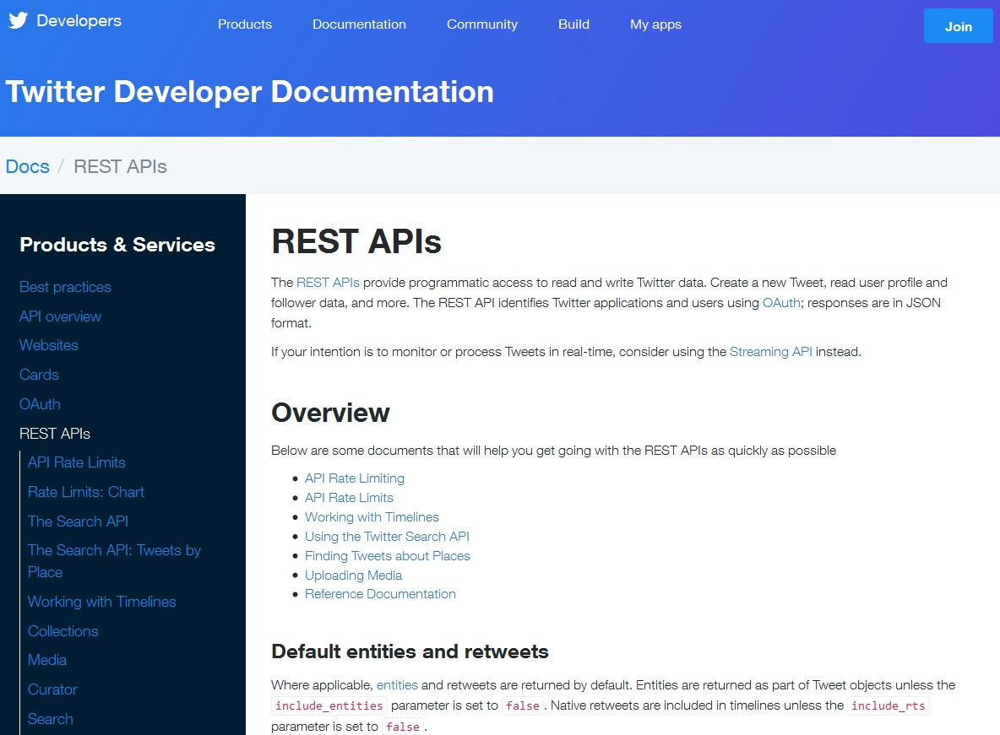 Developers
Products
Documentation
Community
Build
My apps
Join
Twitter Developer Documentation
Docs / REST APIs
Products & Services
Best practices
API overview
Websites
Cards
OAuth
REST APIs
API Rate Limits
Rate Limits: Chart
The Search API
The Search API: Tweets by
Place
Working with Timelines
Collections
Media
Curator
Search
REST APIs
The REST APIs provide programmatic access to read and write Twitter data. Create a new Tweet, read user profile and
follower data, and more. The REST API identifies Twitter applications and users using OAuth; responses are in JSON
format.
If your intention is to monitor or process Tweets in real-time, consider using the Streaming API instead.
Overview
Below are some documents that will help you get going with the REST APIs as quickly as possible
• API Rate Limiting
• API Rate Limits
• Working with Timelines
• Using the Twitter Search API
• Finding Tweets about Places
• Uploading Media
• Reference Documentation
Default entities and retweets
Where applicable, entities and retweets are returned by default. Entities are returned as part of Tweet objects unless the
include_entities parameter is set to false. Native retweets are included in timelines unless the include_rts
parameter is set to false.